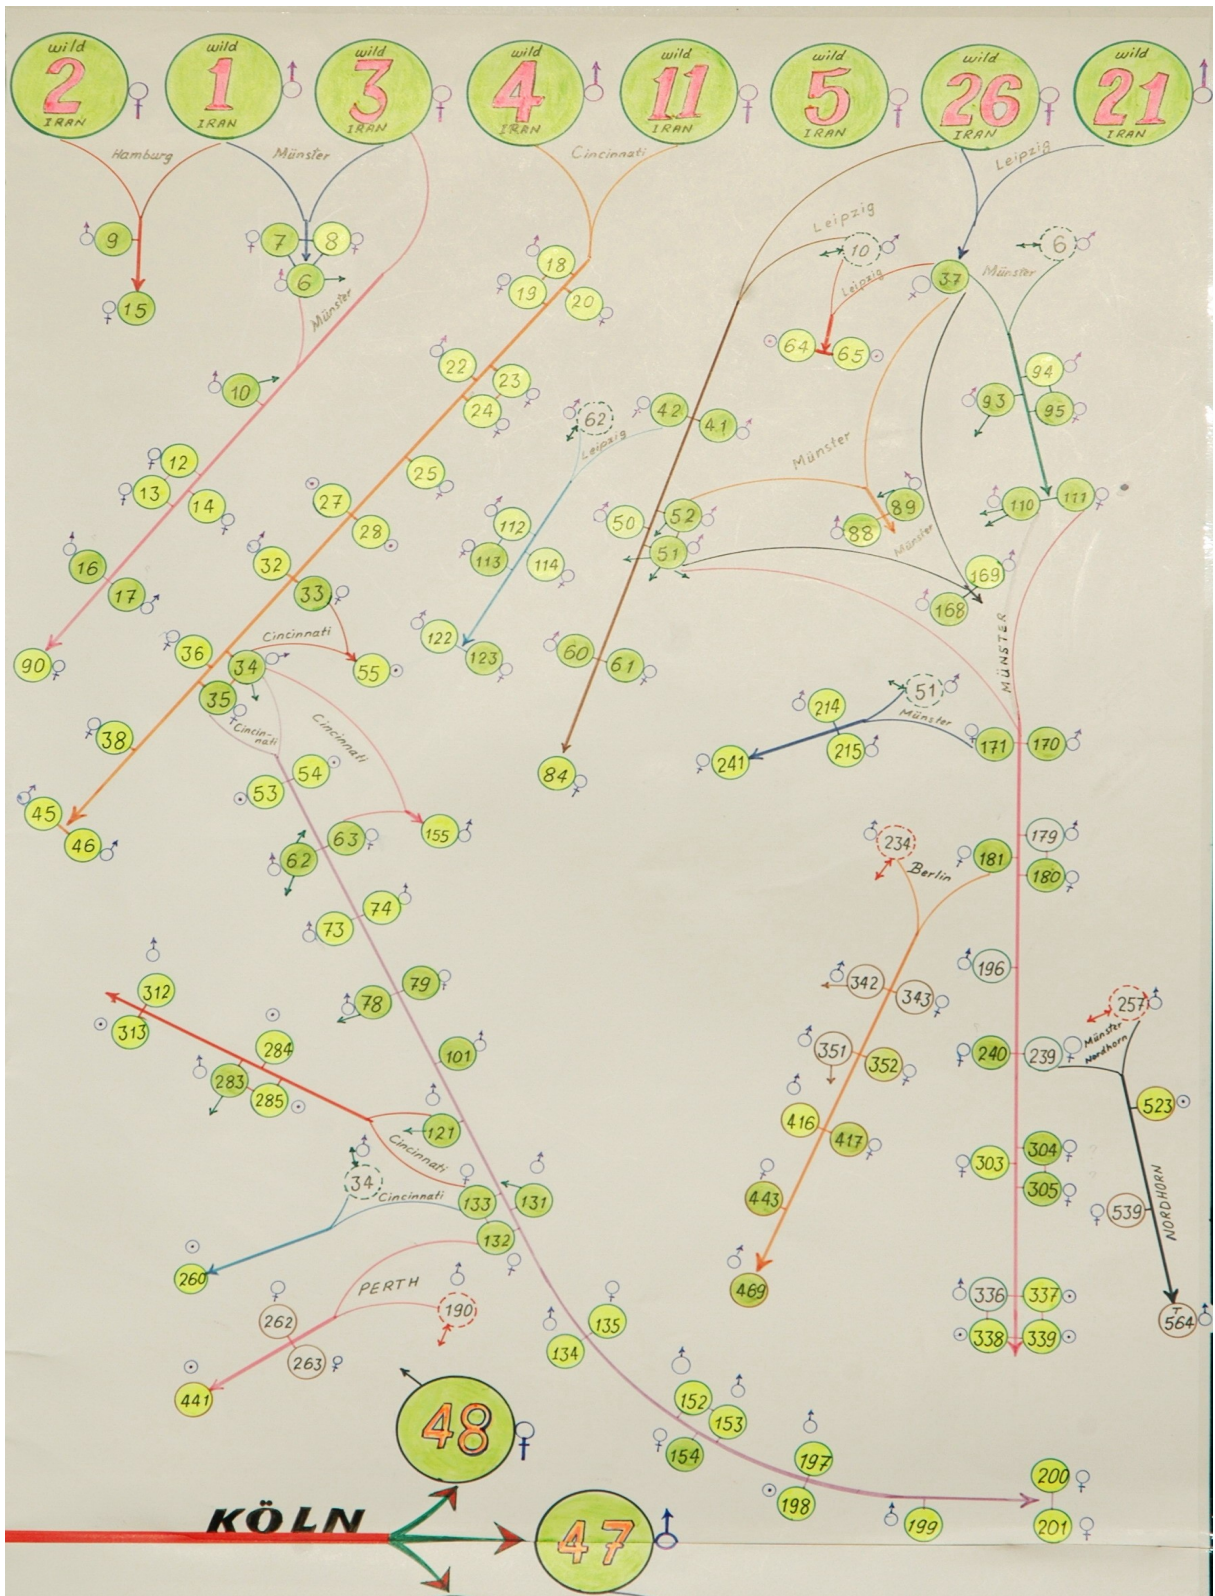 wild wild wild wild wild wild wild wild
2 1 3 4 11 5 26 21
IRAN IRAN IRAN IRAN IRAN IRAN IRAN IRAN
Hamburg Münster Cincinnati Leipzig
Leipzig
9 7 8 10 6
6 18 37 Münster
Leipzig
15 Münster 19 20
64 65
22 23 94
10 24 42 41 93 95
62 Leipzig
12 25 Münster
13 14 27 28 50 52 89 110 111
112 51 88 Münster
16 17 32 33 113 114 169
168
Cincinnati 122 123 60 61 MÜNSTER
90 36 34 55
35 51
Cincin-
nati
Cincinnati 214 Münster
38 215 171 170
54 84 241
53
45 63 155 234 179
46 62 Berlin 181 180
74
73
342 196
312 79 343 257
313 78 Münster
Nordhorn
284 101 351 352 240 239
283 285 416 523
121 417
Cincinnati 304
34 Cincinnati 133 131 443 303 305
132 539 NORDHORN
260 469
PERTH 190 336 337
262 135 T
564
263 134 338 339
441
152 153
48 154 197
198 200
KÖLN 199 201
47